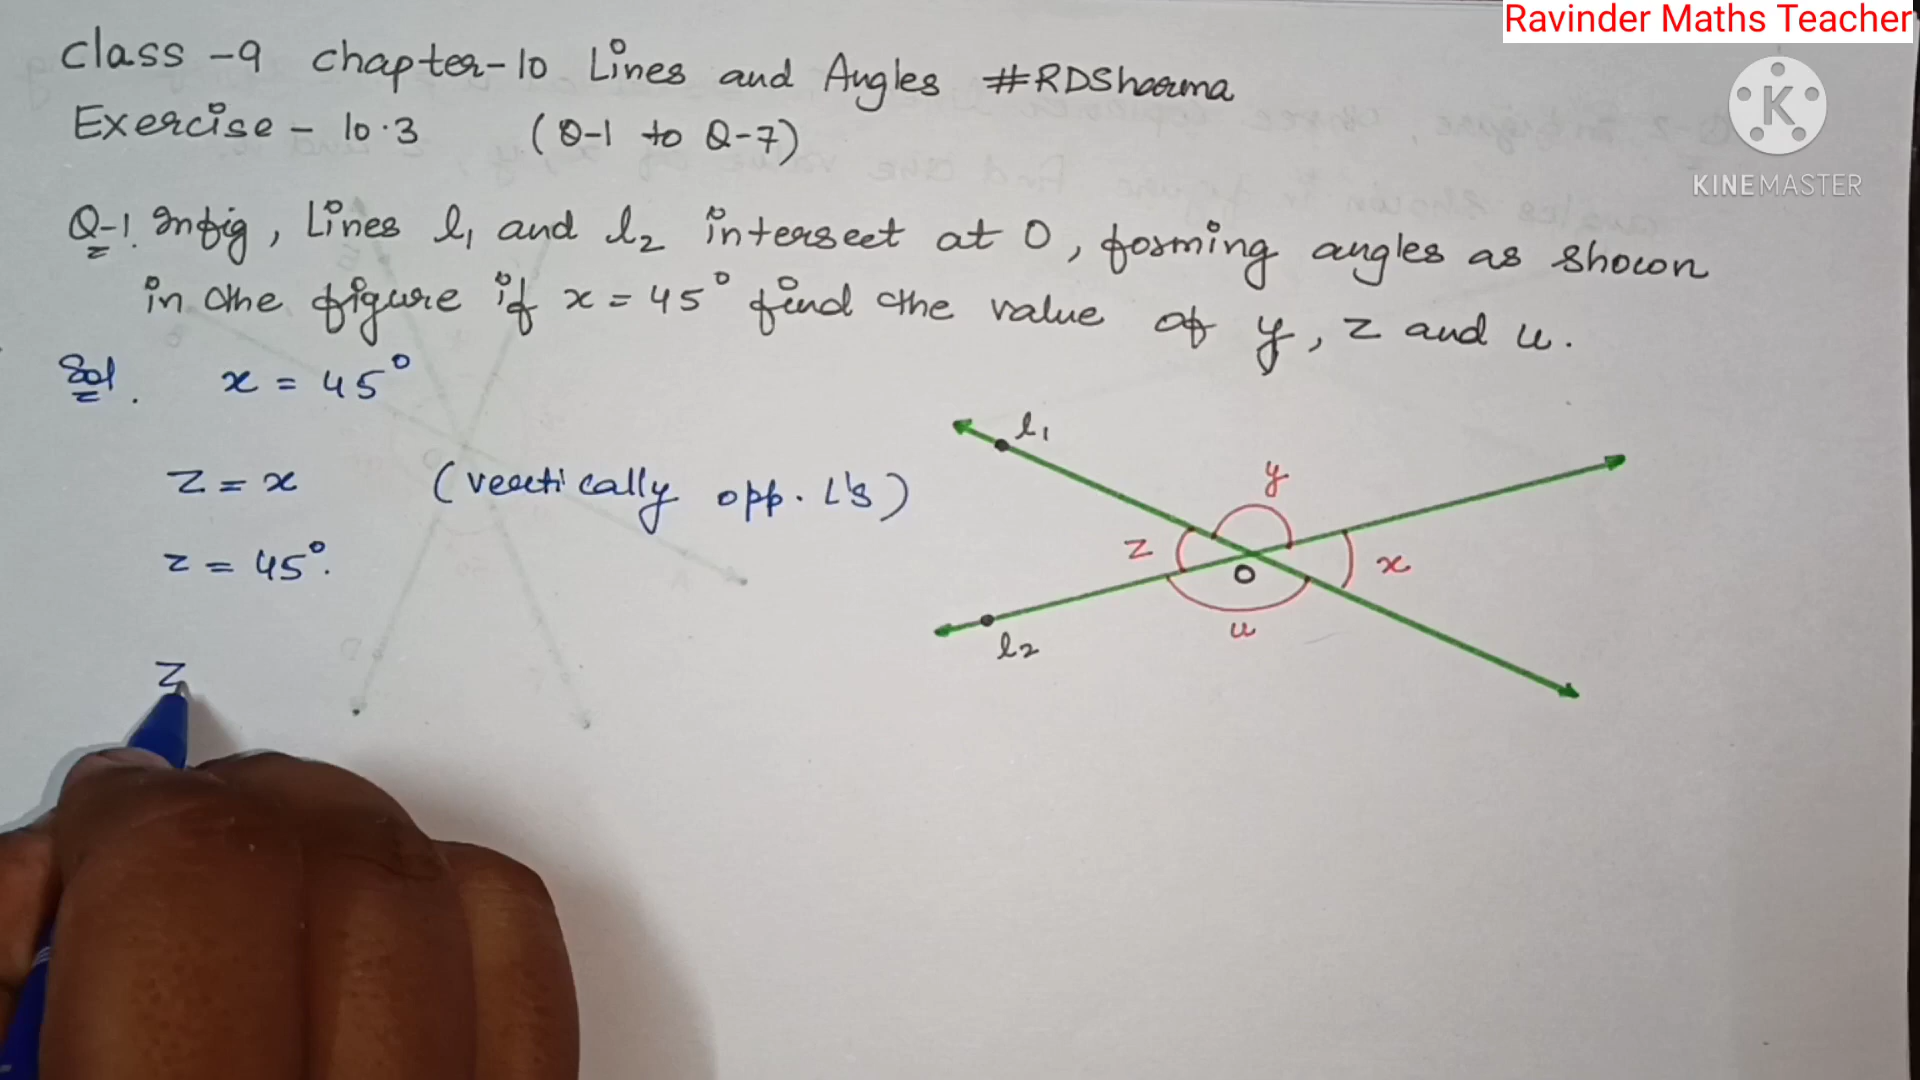 Ravinder Maths Teacher
Class -9 Chapter-10 Lines and Angles #RDSharma
Exercise - 10.3 (Q-1 to Q-7)
K
KINEMASTER
Q-1. In fig, Lines l1 and l2 intersect at O, forming angles as shown
in the figure if x = 45° find the value of y, z and u.
Sol. x = 45°
z = x (vertically opp. L's)
z = 45°.
z
l1
y
z
x
O
u
l2